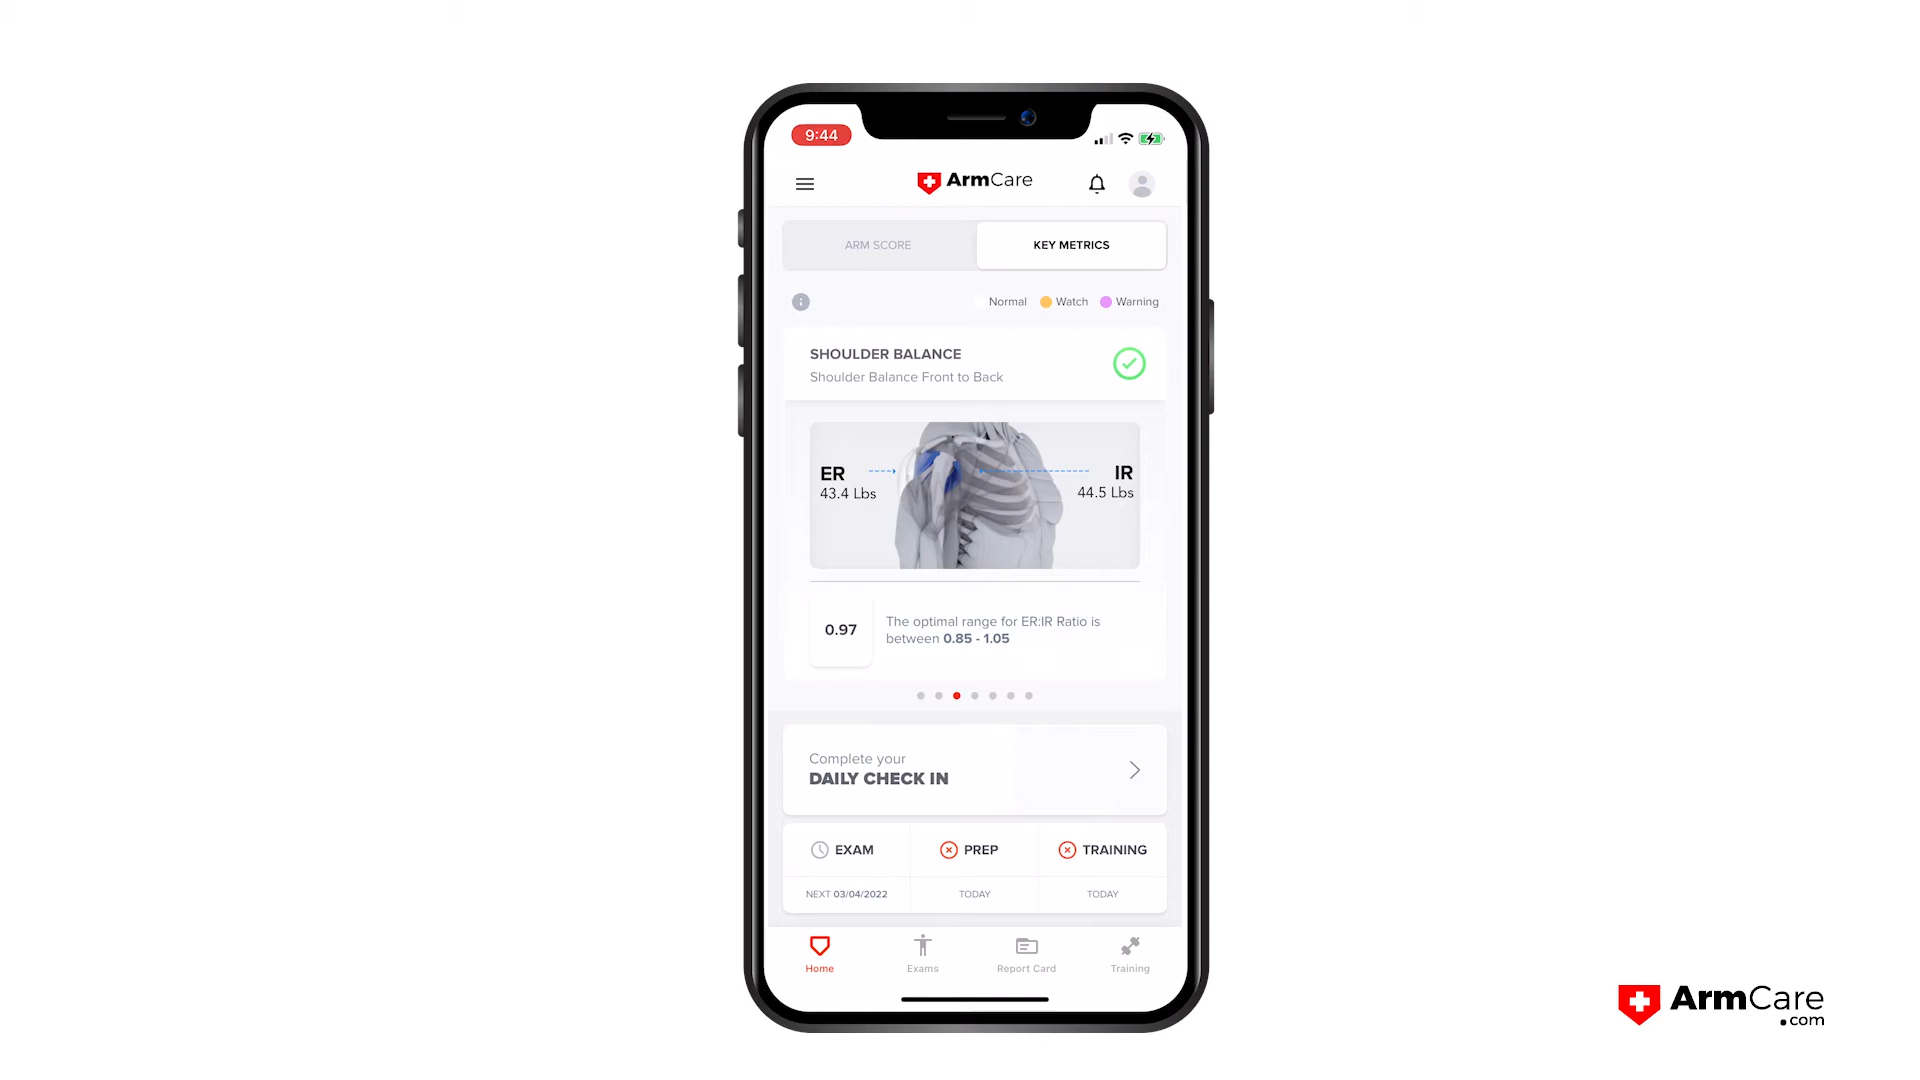 9:44
ArmCare
ARM SCORE
KEY METRICS
Normal
Watch
Warning
SHOULDER BALANCE
Shoulder Balance Front to Back
ER
43.4 Lbs
IR
44.5 Lbs
0.97
The optimal range for ER:IR Ratio is
between 0.85 - 1.05
Complete your
DAILY CHECK IN
EXAM
PREP
TRAINING
NEXT 03/04/2022
TODAY
TODAY
Home
Exams
Report Card
Training
ArmCare
.com